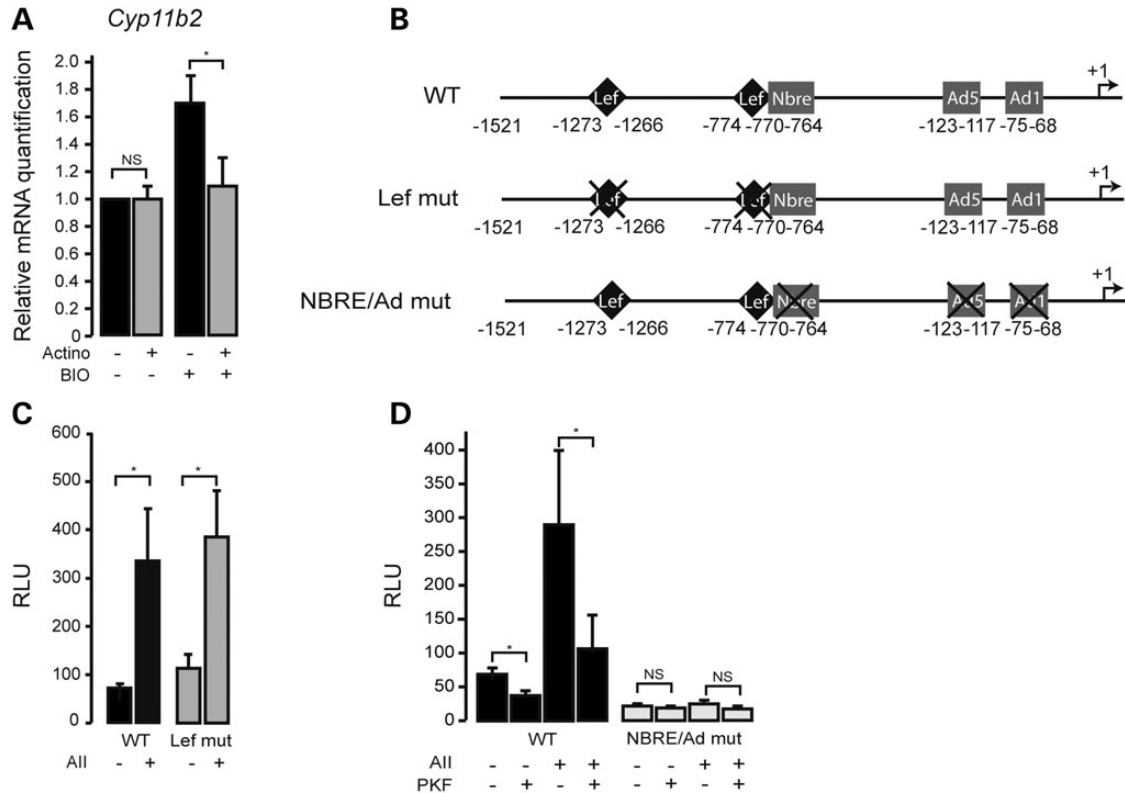 A
Cyp11b2
Relative mRNA quantification
2.0
1.8
1.6
1.4
1.2
1.0
0.8
0.6
0.4
0.2
0
NS
*
Actino - + - +
BIO - - + +
B
WT
Lef Lef Nbre Ad5 Ad1 +1
-1521 -1273 -1266 -774 -770-764 -123-117 -75-68
Lef mut
Lef Lef Nbre Ad5 Ad1 +1
-1521 -1273 -1266 -774 -770-764 -123-117 -75-68
NBRE/Ad mut
Lef Lef Nbre Ad5 Ad1 +1
-1521 -1273 -1266 -774 -770-764 -123-117 -75-68
C
RLU
600
500
400
300
200
100
0
* *
WT Lef mut
AII - + - +
D
RLU
400
350
300
250
200
150
100
50
0
* * NS NS
WT NBRE/Ad mut
AII - - + + - - + +
PKF - + - + - + - +